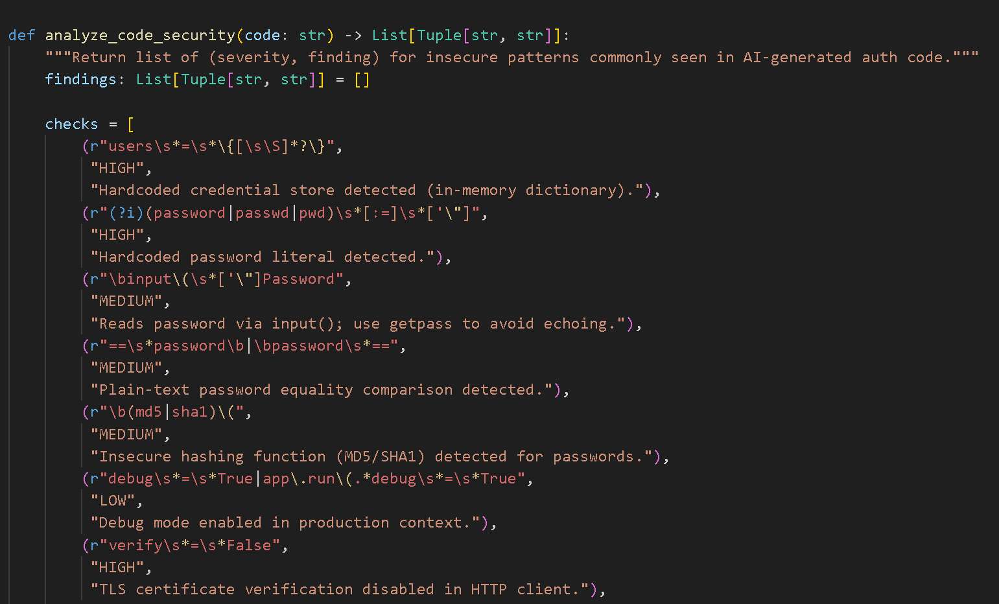 def analyze_code_security(code: str) -> List[Tuple[str, str]]:
    """Return list of (severity, finding) for insecure patterns commonly seen in AI-generated auth code."""
    findings: List[Tuple[str, str]] = []

    checks = [
        (r"users\s*=\s*\{[\s\S]*?\}",
         "HIGH",
         "Hardcoded credential store detected (in-memory dictionary)."),
        (r"(?i)(password|passwd|pwd)\s*[:=]\s*['\"]",
         "HIGH",
         "Hardcoded password literal detected."),
        (r"\binput\(\s*['\"]Password",
         "MEDIUM",
         "Reads password via input(); use getpass to avoid echoing."),
        (r"==\s*password\b|\bpassword\s*==",
         "MEDIUM",
         "Plain-text password equality comparison detected."),
        (r"\b(md5|sha1)\(",
         "MEDIUM",
         "Insecure hashing function (MD5/SHA1) detected for passwords."),
        (r"debug\s*=\s*True|app\.run\(.*debug\s*=\s*True",
         "LOW",
         "Debug mode enabled in production context."),
        (r"verify\s*=\s*False",
         "HIGH",
         "TLS certificate verification disabled in HTTP client."),